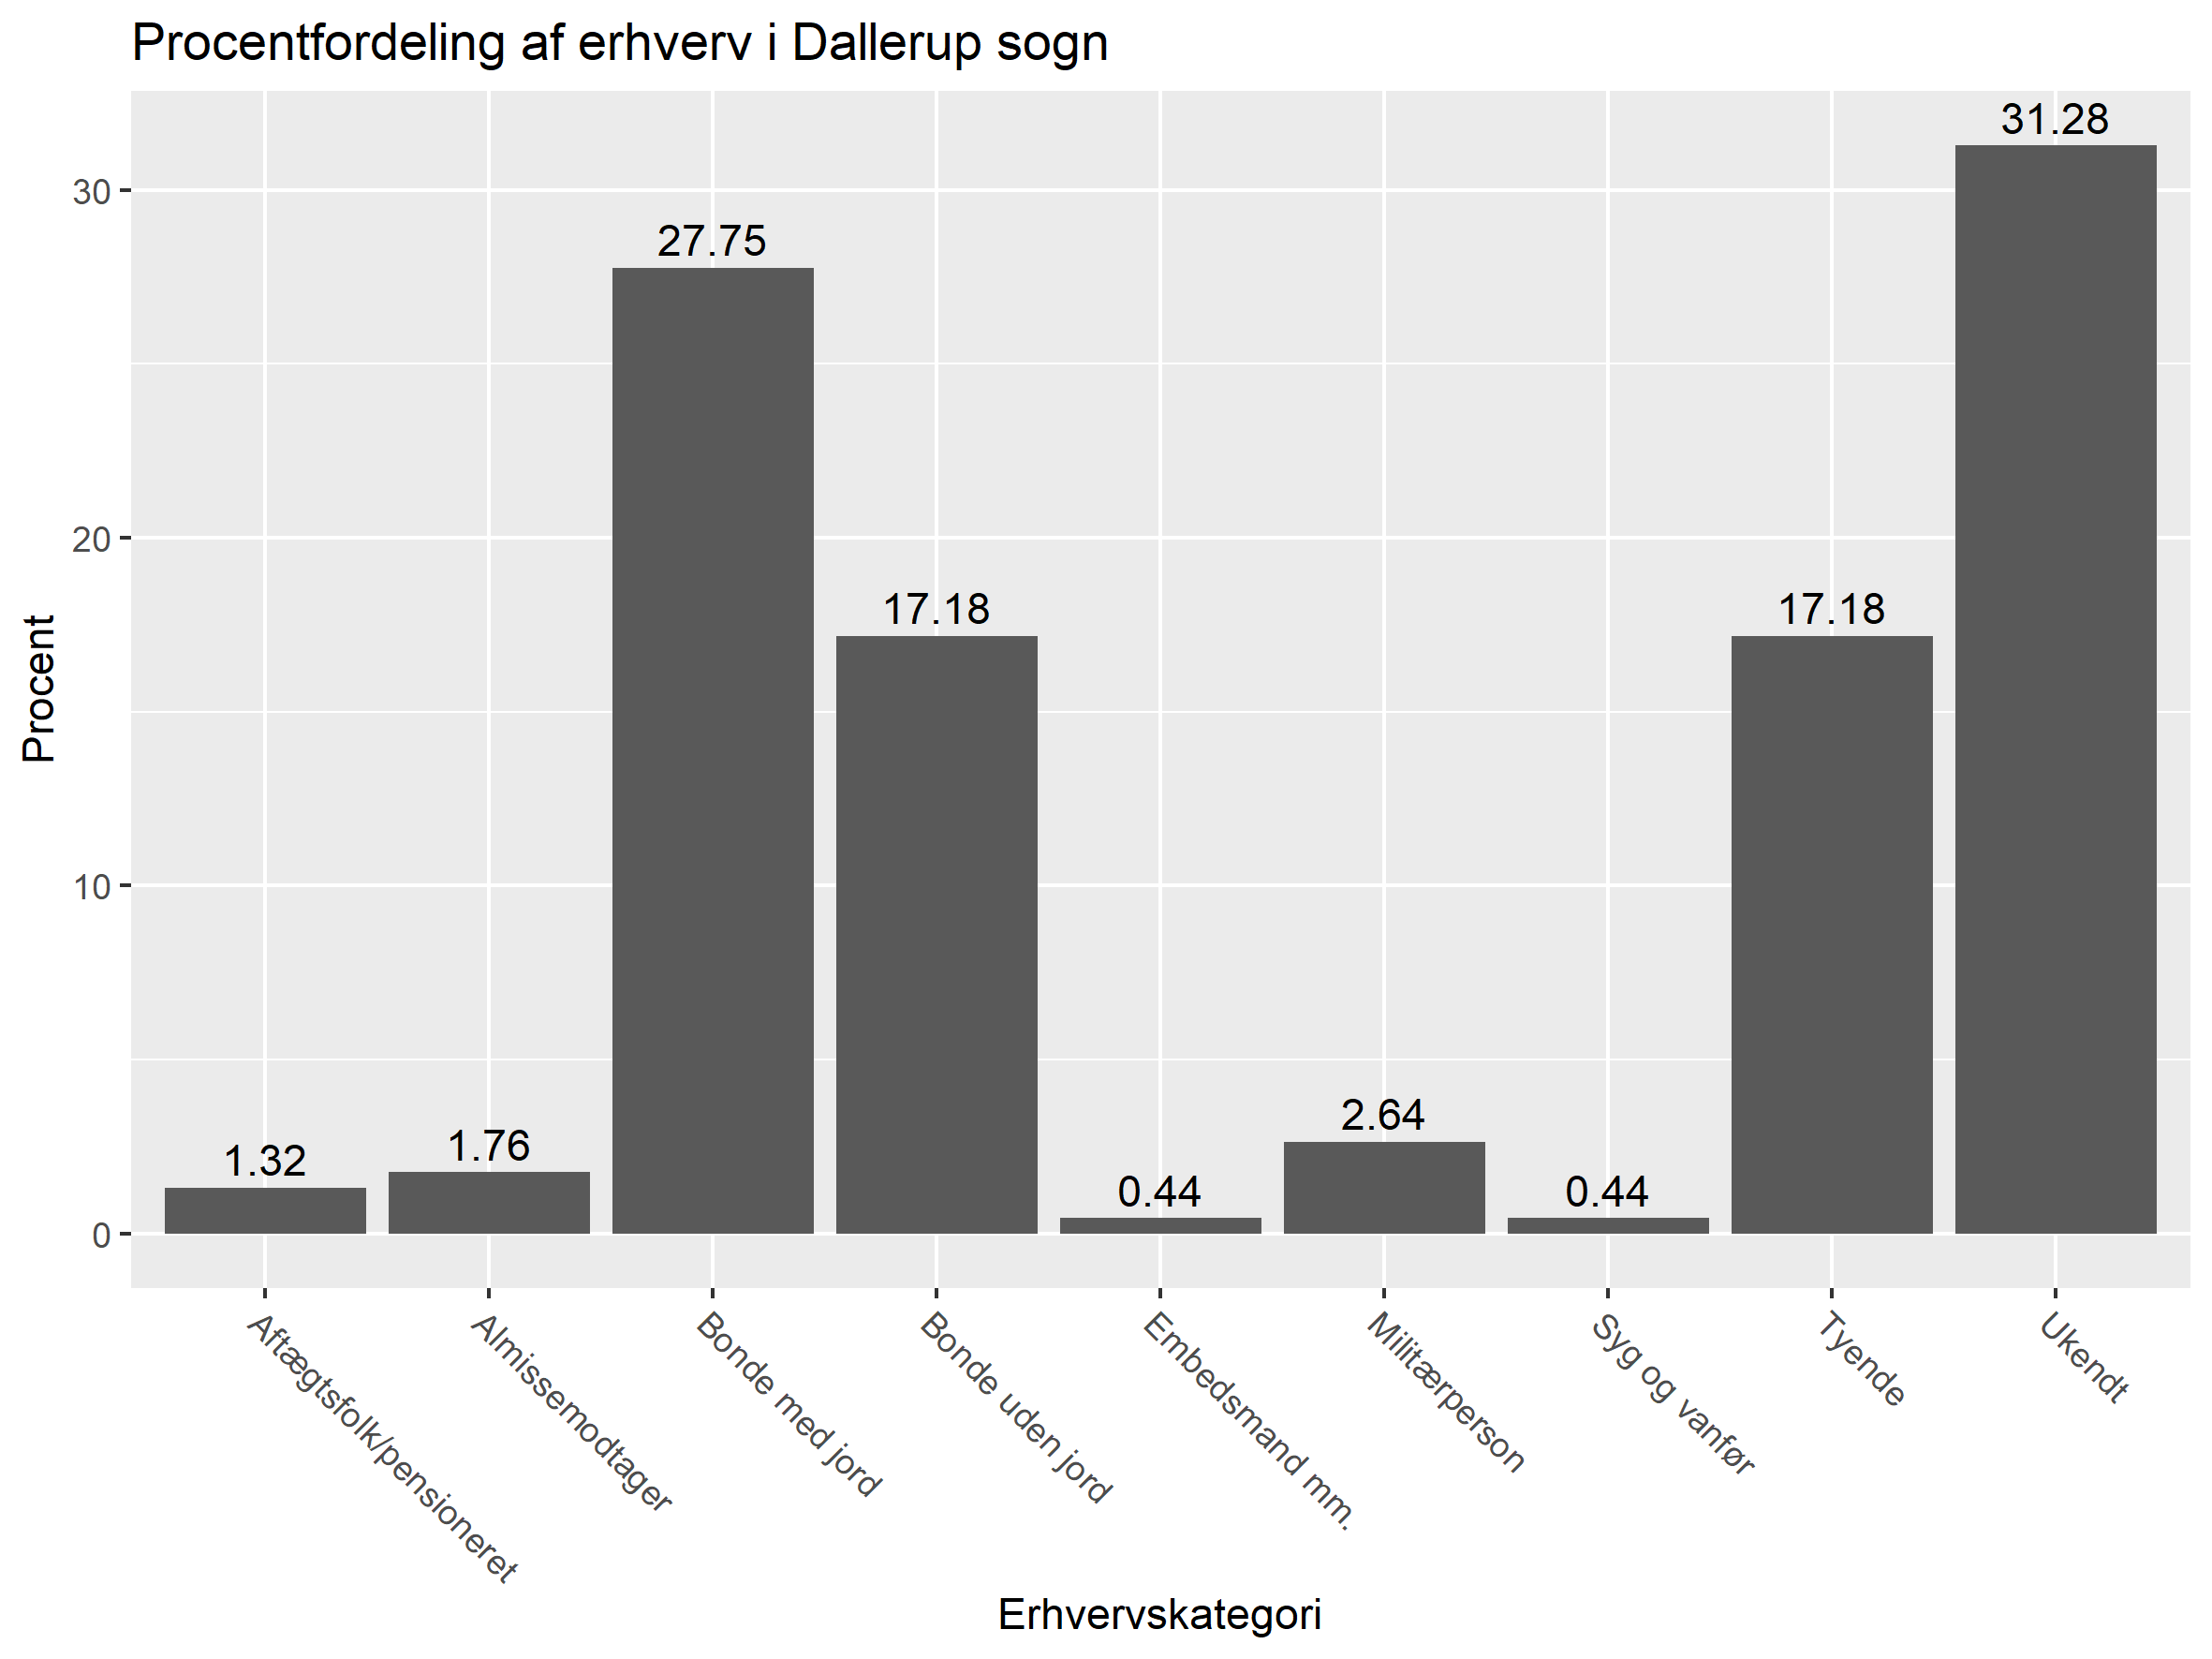 Procentfordeling af erhverv i Dallerup sogn
Procent
30
20
10
0
1.32
1.76
27.75
17.18
0.44
2.64
0.44
17.18
31.28
Aftægtsfolk/pensioneret
Almissemodtager
Bonde med jord
Bonde uden jord
Embedsmand mm.
Militærperson
Syg og vanfør
Tyende
Ukendt
Erhvervskategori